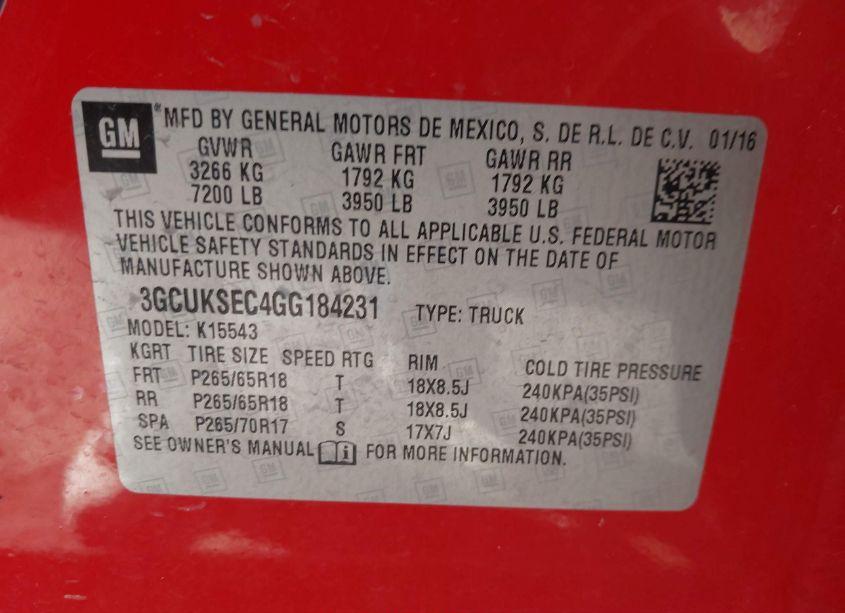 GM ® MFD BY GENERAL MOTORS DE MEXICO, S. DE R.L. DE C.V. 01/16
GVWR GAWR FRT GAWR RR
3266 KG 1792 KG 1792 KG
7200 LB 3950 LB 3950 LB
THIS VEHICLE CONFORMS TO ALL APPLICABLE U.S. FEDERAL MOTOR
VEHICLE SAFETY STANDARDS IN EFFECT ON THE DATE OF
MANUFACTURE SHOWN ABOVE.
3GCUKSEC4GG184231 TYPE: TRUCK
MODEL: K15543
KGRT TIRE SIZE SPEED RTG RIM COLD TIRE PRESSURE
FRT P265/65R18 T 18X8.5J 240KPA(35PSI)
RR P265/65R18 T 18X8.5J 240KPA(35PSI)
SPA P265/70R17 S 17X7J 240KPA(35PSI)
SEE OWNER'S MANUAL FOR MORE INFORMATION.